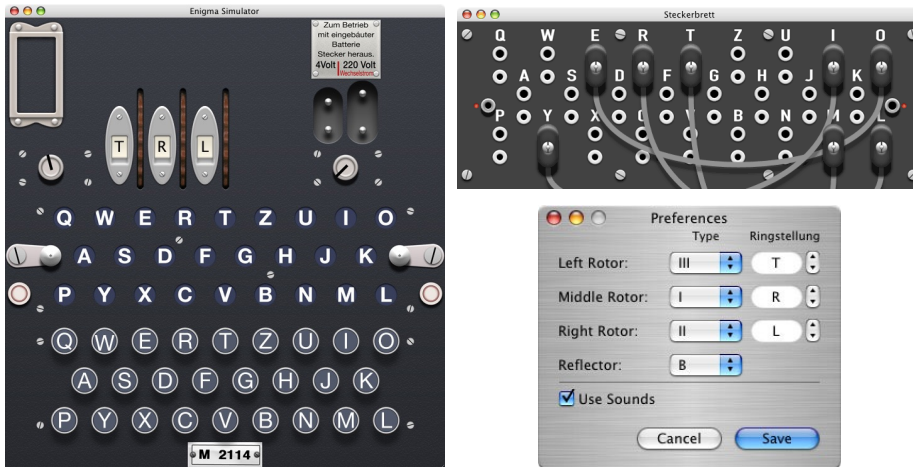 Enigma Simulator
Zum Betrieb
mit eingebäuter
Batterie
Stecker heraus.
4Volt 220 Volt
Wechselstrom
T R L
Q W E R T Z U I O
A S D F G H J K
P Y X C V B N M L
Q W E R T Z U I O
A S D F G H J K
P Y X C V B N M L
M 2114
Steckerbrett
Q W E R T Z U I O
A S D F G H J K
P Y X C V B N M L
Preferences
Type Ringstellung
Left Rotor: III T
Middle Rotor: I R
Right Rotor: II L
Reflector: B
Use Sounds
Cancel Save